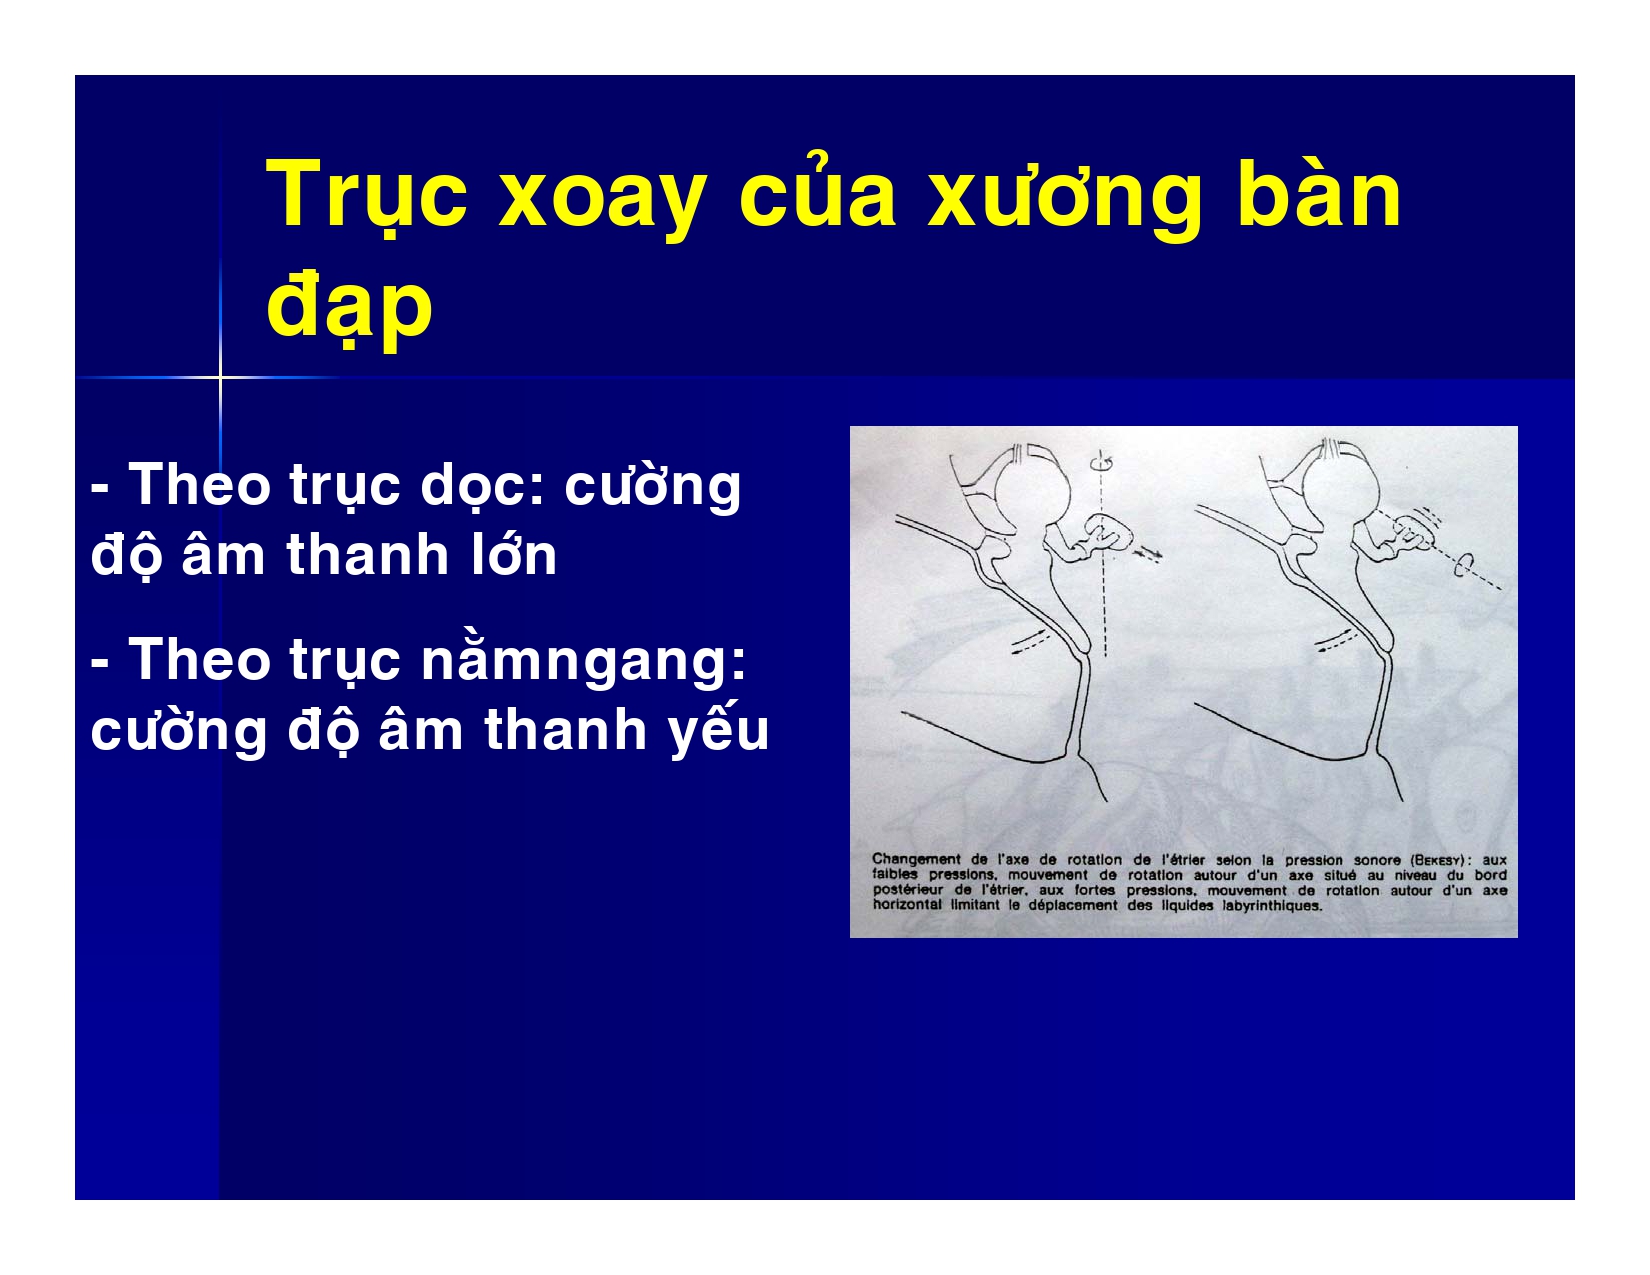 Trục xoay của xương bàn
đạp
- Theo trục dọc: cường
độ âm thanh lớn
- Theo trục nằmngang:
cường độ âm thanh yếu
Changement de l'axe de rotation de l'étrier selon la pression sonore (BEKESY): aux
faibles pressions, mouvement de rotation autour d'un axe situé au niveau du bord
postérieur de l'étrier, aux fortes pressions, mouvement de rotation autour d'un axe
horizontal limitant le déplacement des liquides labyrinthiques.